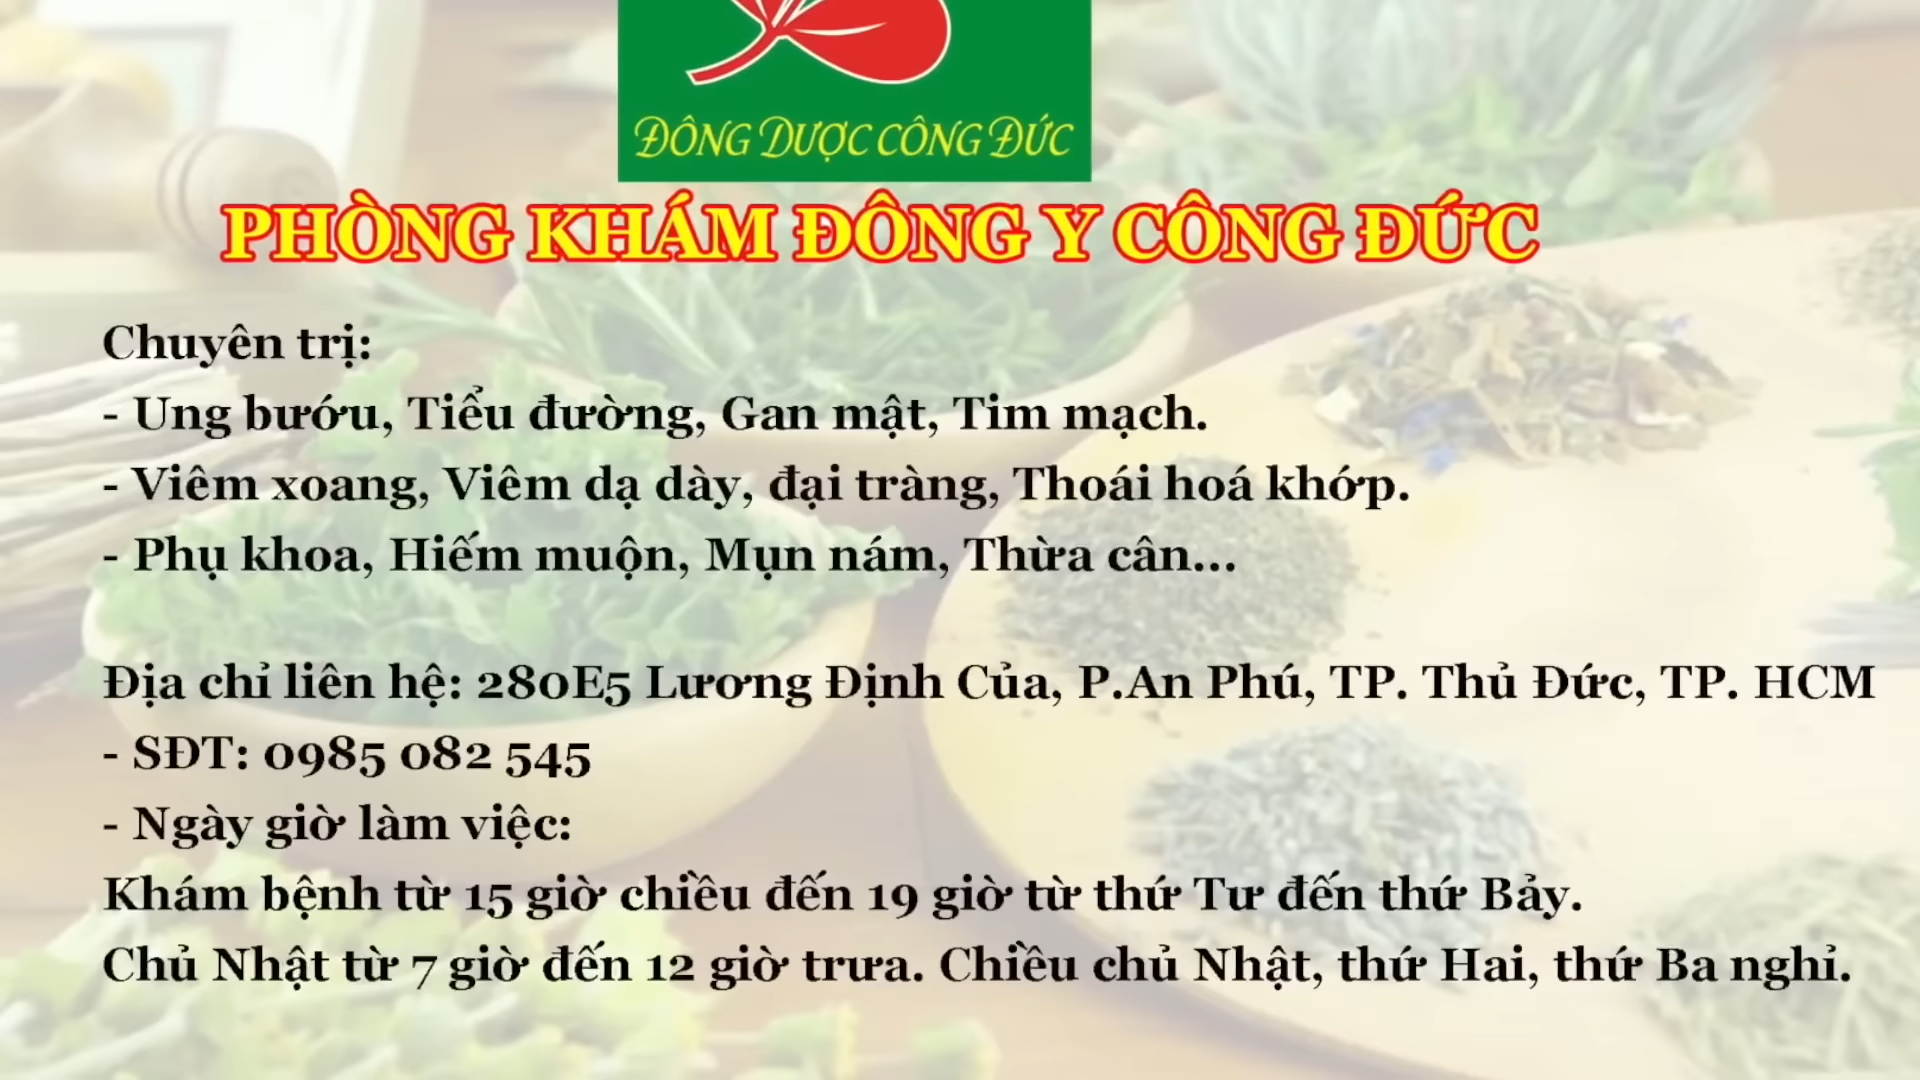 ĐÔNG DƯỢC CÔNG ĐỨC
PHÒNG KHÁM ĐÔNG Y CÔNG ĐỨC
Chuyên trị:
- Ung bướu, Tiểu đường, Gan mật, Tim mạch.
- Viêm xoang, Viêm dạ dày, đại tràng, Thoái hoá khớp.
- Phụ khoa, Hiếm muộn, Mụn nám, Thừa cân...
Địa chỉ liên hệ: 280E5 Lương Định Của, P.An Phú, TP. Thủ Đức, TP. HCM
- SĐT: 0985 082 545
- Ngày giờ làm việc:
Khám bệnh từ 15 giờ chiều đến 19 giờ từ thứ Tư đến thứ Bảy.
Chủ Nhật từ 7 giờ đến 12 giờ trưa. Chiều chủ Nhật, thứ Hai, thứ Ba nghỉ.